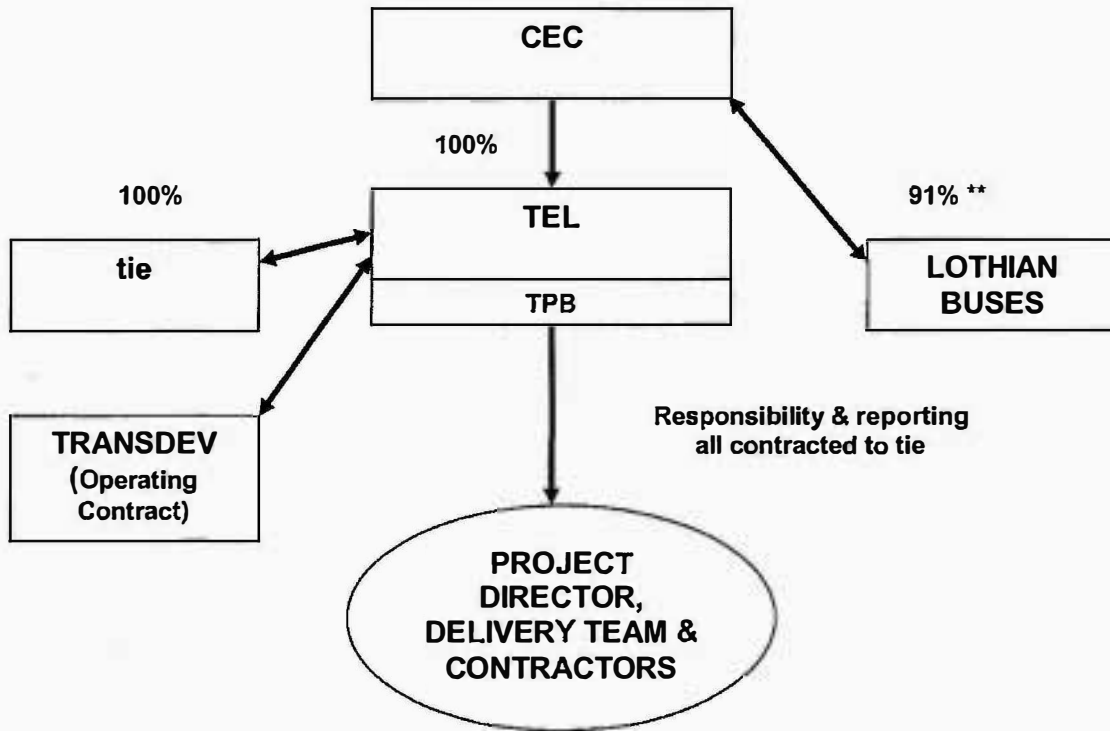 CEC
100%
100%
TEL
91% **
tie
LOTHIAN
BUSES
TPB
TRANSDEV
(Operating
Contract)
Responsibility & reporting
all contracted to tie
PROJECT
DIRECTOR,
DELIVERY TEAM &
CONTRACTORS